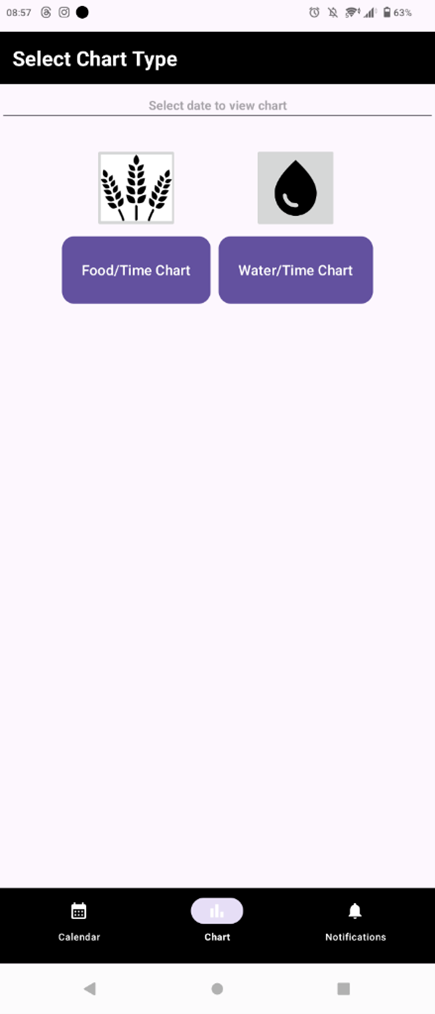 08:57
63%
Select Chart Type
Select date to view chart
Food/Time Chart
Water/Time Chart
Calendar
Chart
Notifications